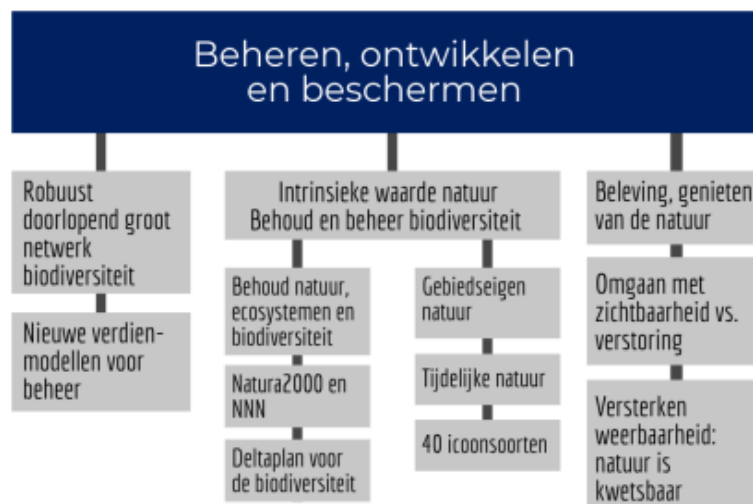 Beheren, ontwikkelen
en beschermen
Robuust
doorlopend groot
netwerk
biodiversiteit
Nieuwe verdien-
modellen voor
beheer
Intrinsieke waarde natuur
Behoud en beheer biodiversiteit
Behoud natuur,
ecosystemen en
biodiversiteit
Natura2000 en
NNN
Deltaplan voor
de biodiversiteit
Gebiedseigen
natuur
Tijdelijke natuur
40 icoonsoorten
Beleving, genieten
van de natuur
Omgaan met
zichtbaarheid vs.
verstoring
Versterken
weerbaarheid:
natuur is
kwetsbaar